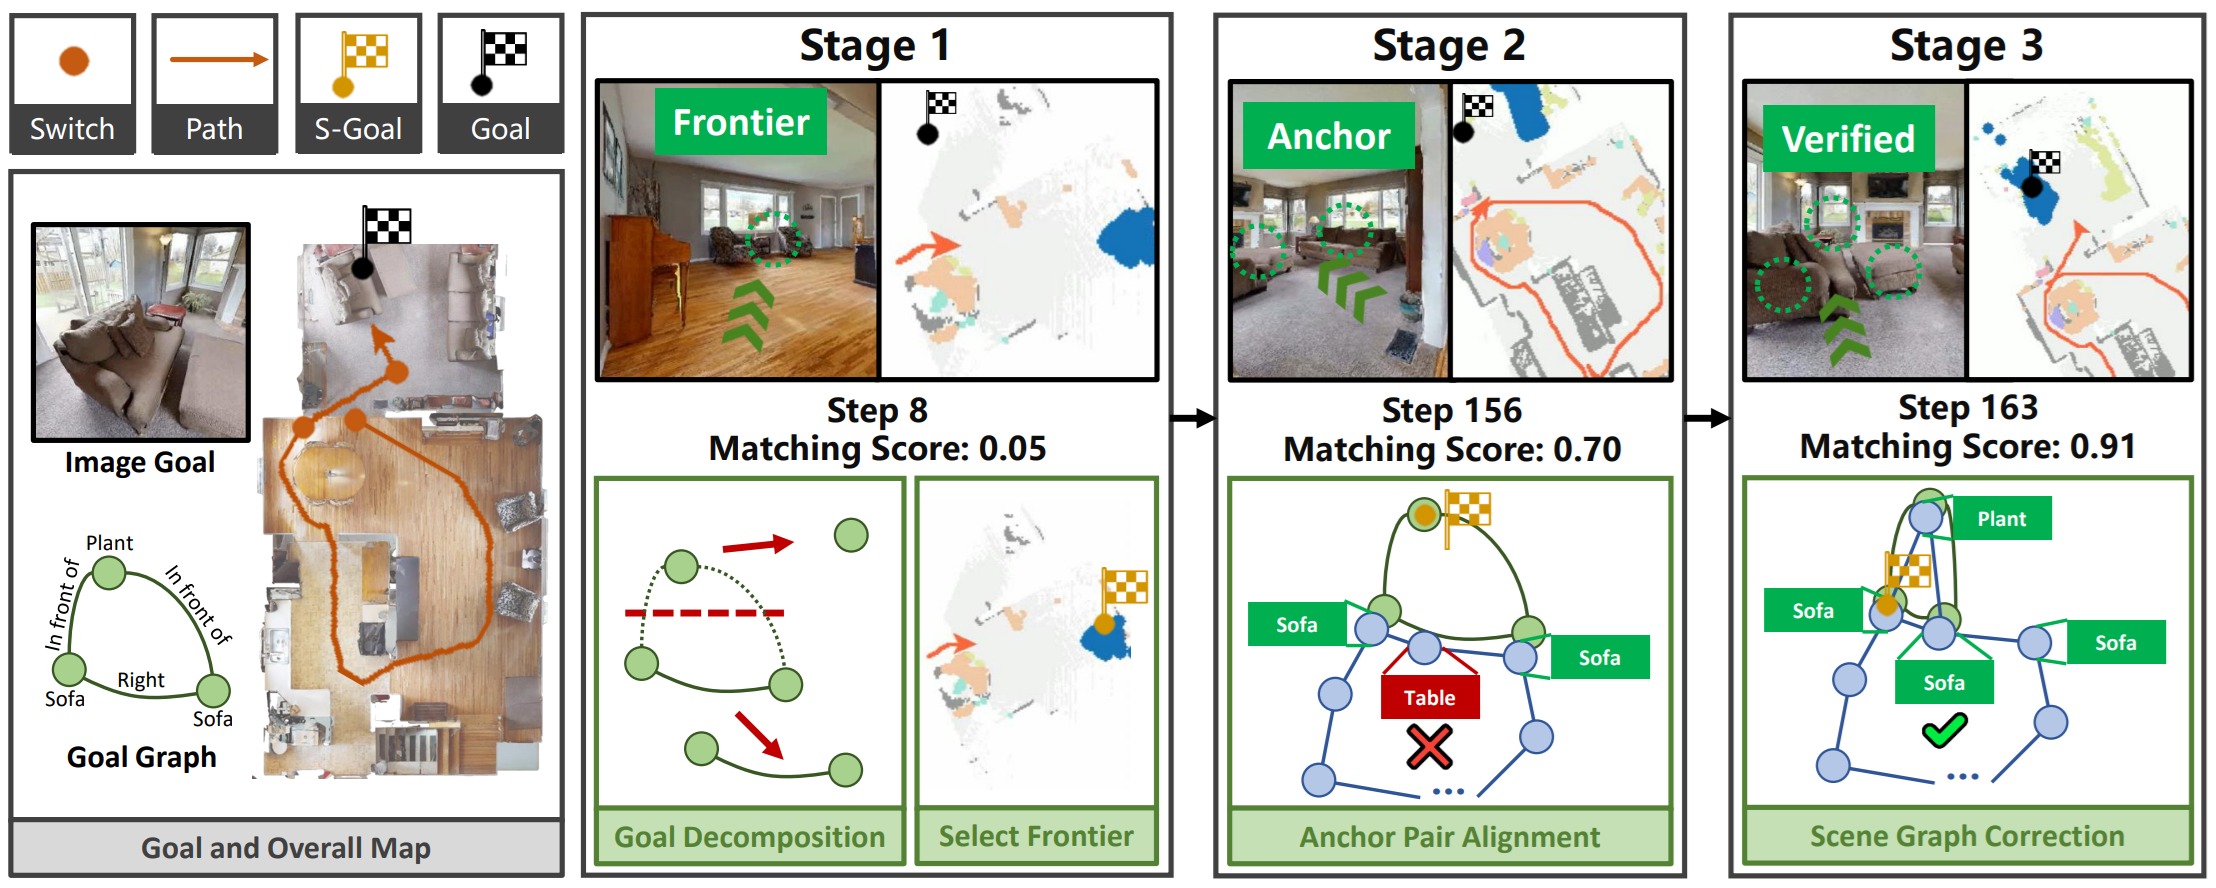 Switch
Path
S-Goal
Goal
Image Goal
Plant
In front of
In front of
Right
Sofa
Sofa
Goal Graph
Goal and Overall Map
Stage 1
Frontier
Step 8
Matching Score: 0.05
Goal Decomposition
Select Frontier
Stage 2
Anchor
Step 156
Matching Score: 0.70
Sofa
Sofa
Table
...
Anchor Pair Alignment
Stage 3
Verified
Step 163
Matching Score: 0.91
Plant
Sofa
Sofa
Sofa
...
Scene Graph Correction